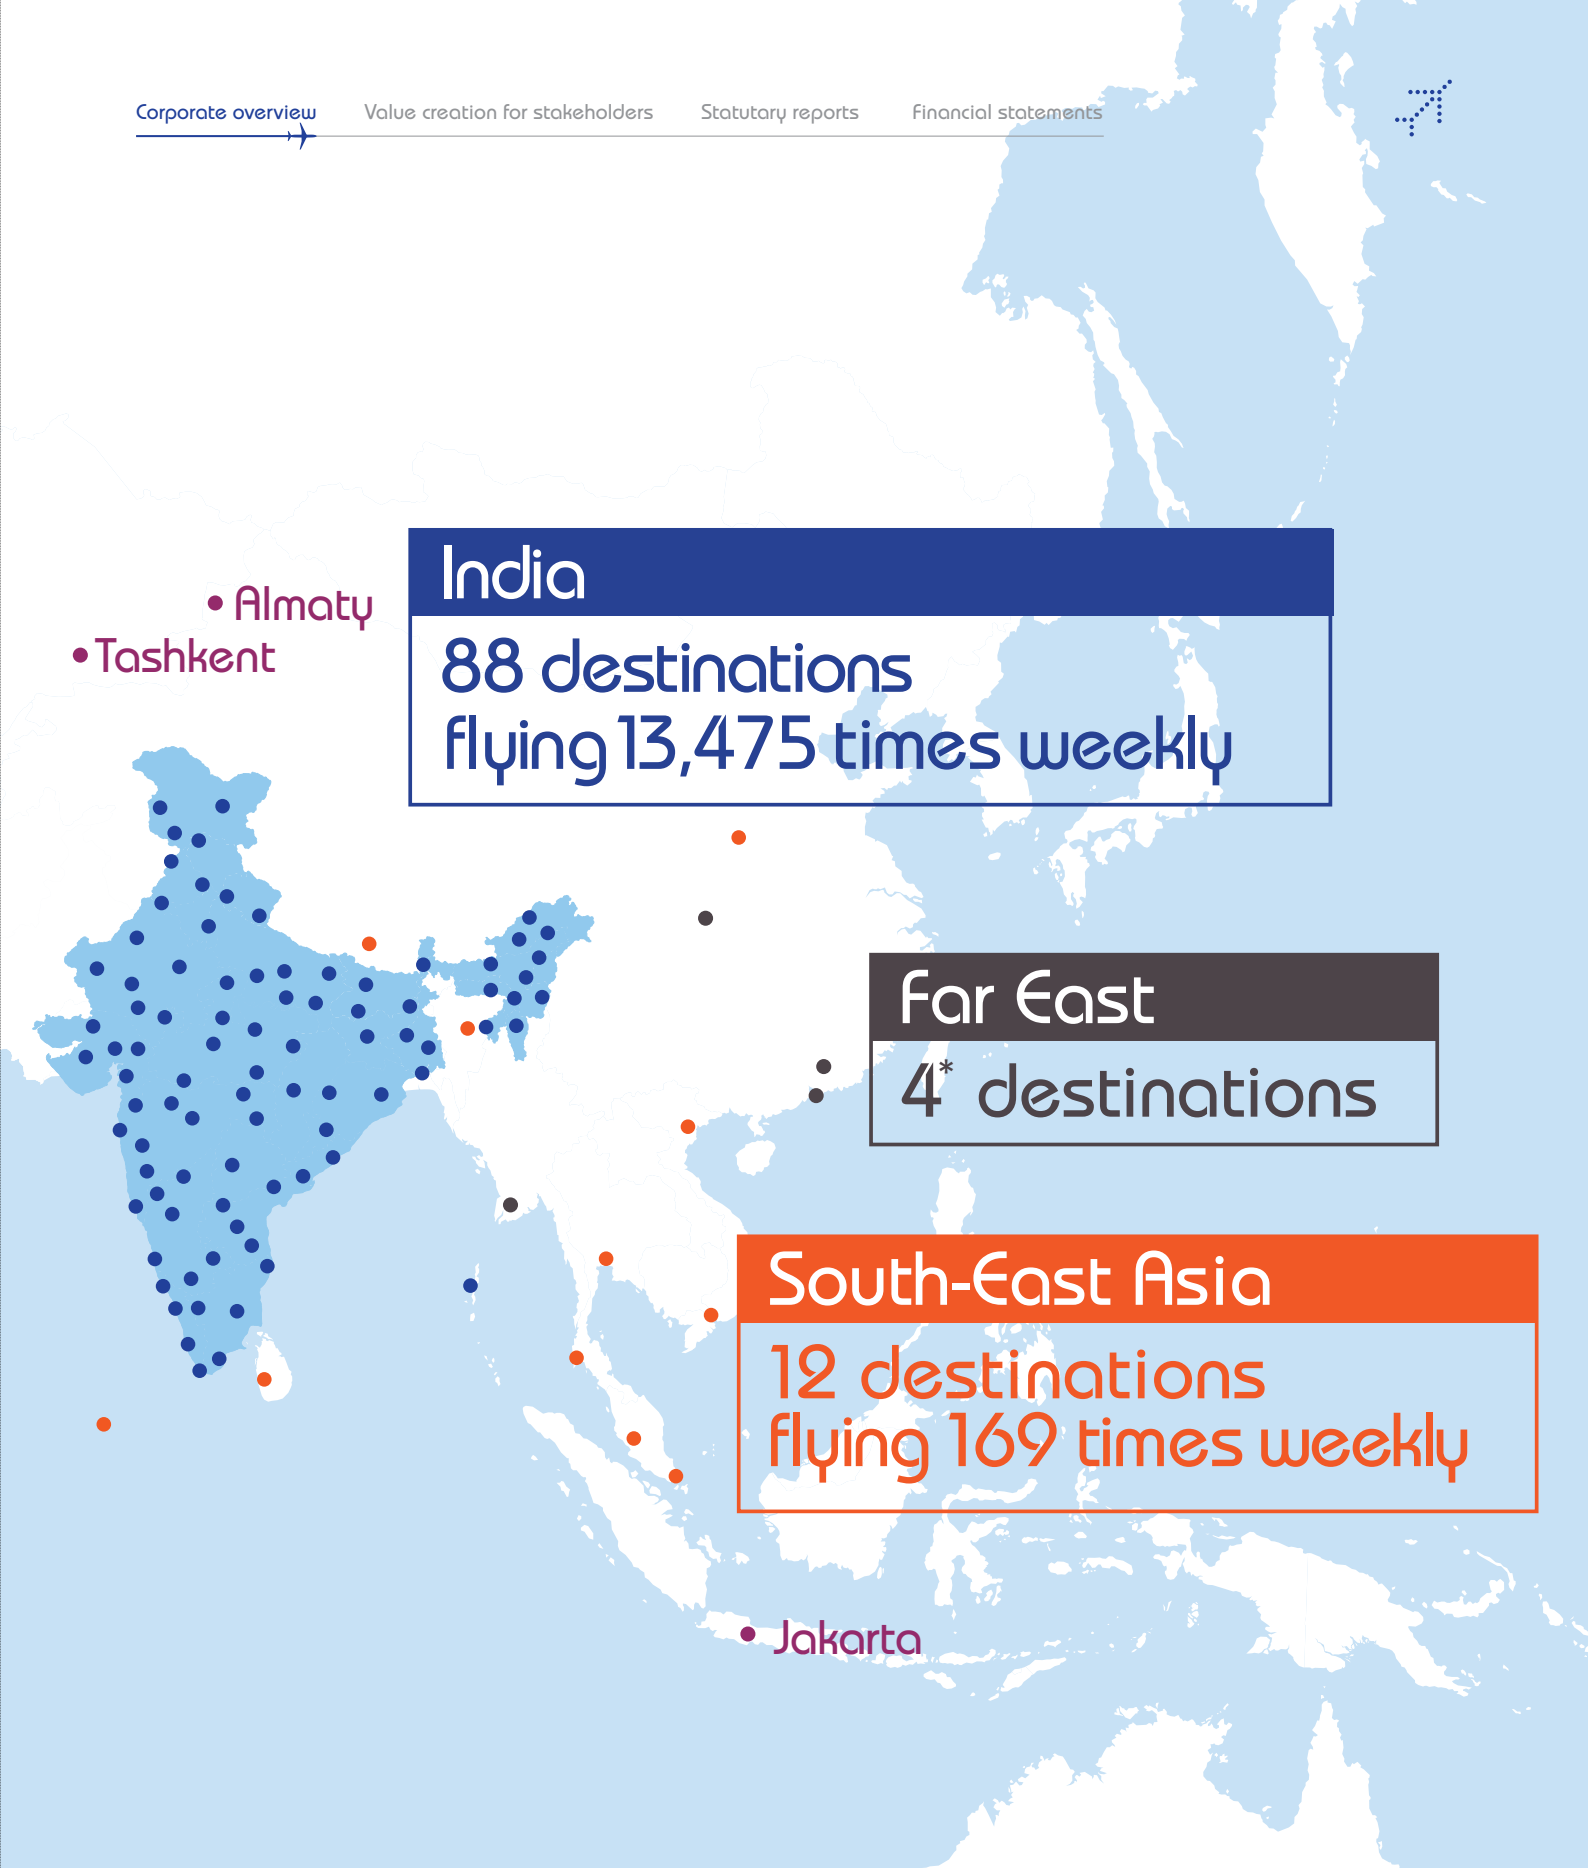 Corporate overview Value creation for stakeholders Statutary reports Financial statements
India
88 destinations
flying 13,475 times weekly
Almaty
Tashkent
Far East
4* destinations
South-East Asia
12 destinations
flying 169 times weekly
Jakarta